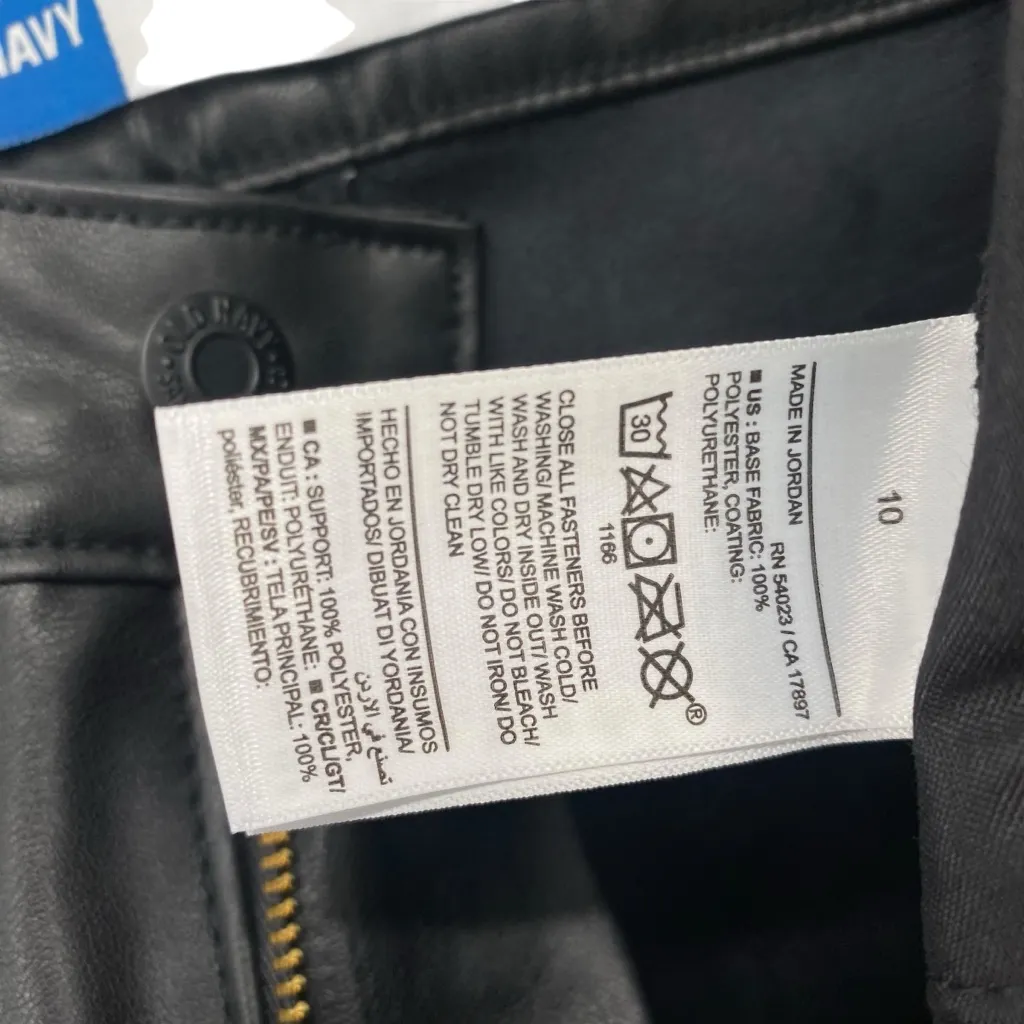 NAVY
OLD NAVY
10
MADE IN JORDAN
RN 54023 / CA 17897
■ US : BASE FABRIC: 100%
POLYESTER, COATING:
POLYURETHANE:
30
®
1166
CLOSE ALL FASTENERS BEFORE
WASHING/ MACHINE WASH COLD/
WASH AND DRY INSIDE OUT/ WASH
WITH LIKE COLORS/ DO NOT BLEACH/
TUMBLE DRY LOW/ DO NOT IRON/ DO
NOT DRY CLEAN
HECHO EN JORDANIA CON INSUMOS
IMPORTADOS/ DIBUAT DI YORDANIA/
تصنع في الاردن
■ CA : SUPPORT: 100% POLYESTER,
ENDUIT: POLYURÉTHANE: ■ CR/CL/GT/
MX/PA/PE/SV : TELA PRINCIPAL: 100%
poliéster, RECUBRIMIENTO: